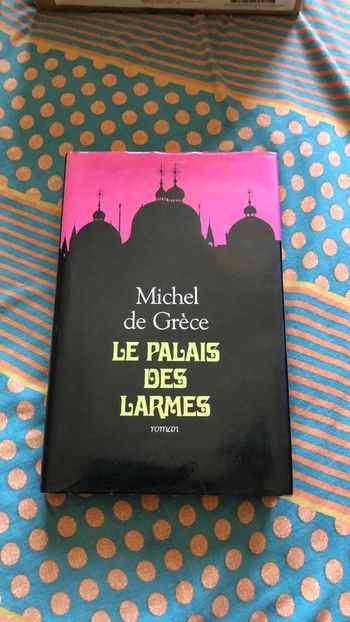 Michel
de Grèce
LE PALAIS
DES
LARMES
roman